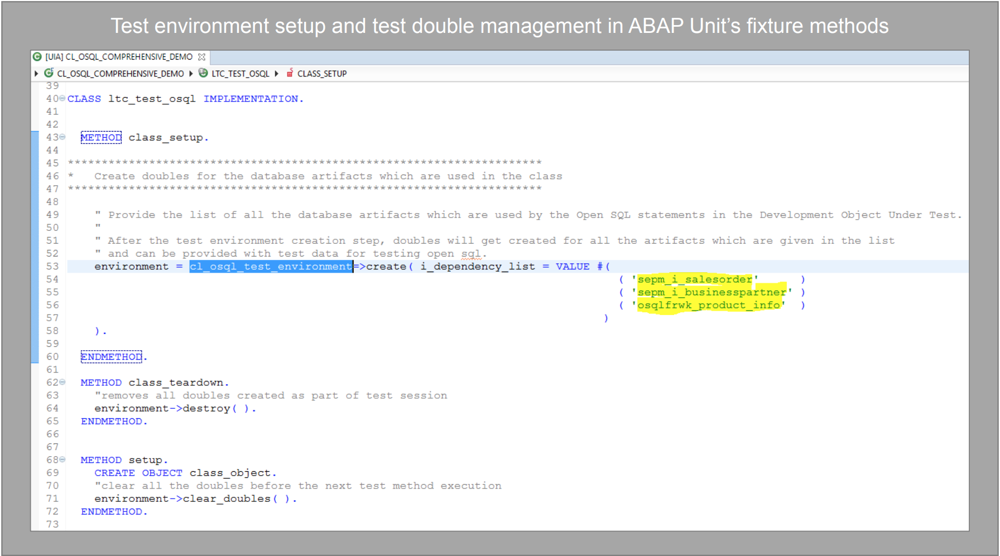 Test environment setup and test double management in ABAP Unit’s fixture methods
[UIA] CL_OSQL_COMPREHENSIVE_DEMO
CL_OSQL_COMPREHENSIVE_DEMO LTC_TEST_OSQL CLASS_SETUP
39
40 CLASS ltc_test_osql IMPLEMENTATION.
41
42
43 METHOD class_setup.
44
45 **********************************************************************
46 *   Create doubles for the database artifacts which are used in the class
47 **********************************************************************
48
49 " Provide the list of all the database artifacts which are used by the Open SQL statements in the Development Object Under Test.
50 "
51 " After the test environment creation step, doubles will get created for all the artifacts which are given in the list
52 " and can be provided with test data for testing open sql.
53 environment = cl_osql_test_environment=>create( i_dependency_list = VALUE #(
54 ( 'sepm_i_salesorder' )
55 ( 'sepm_i_businesspartner' )
56 ( 'osqlfrwk_product_info' )
57 )
58 ).
59
60 ENDMETHOD.
61
62 METHOD class_teardown.
63 "removes all doubles created as part of test session
64 environment->destroy( ).
65 ENDMETHOD.
66
67
68 METHOD setup.
69 CREATE OBJECT class_object.
70 "clear all the doubles before the next test method execution
71 environment->clear_doubles( ).
72 ENDMETHOD.
73